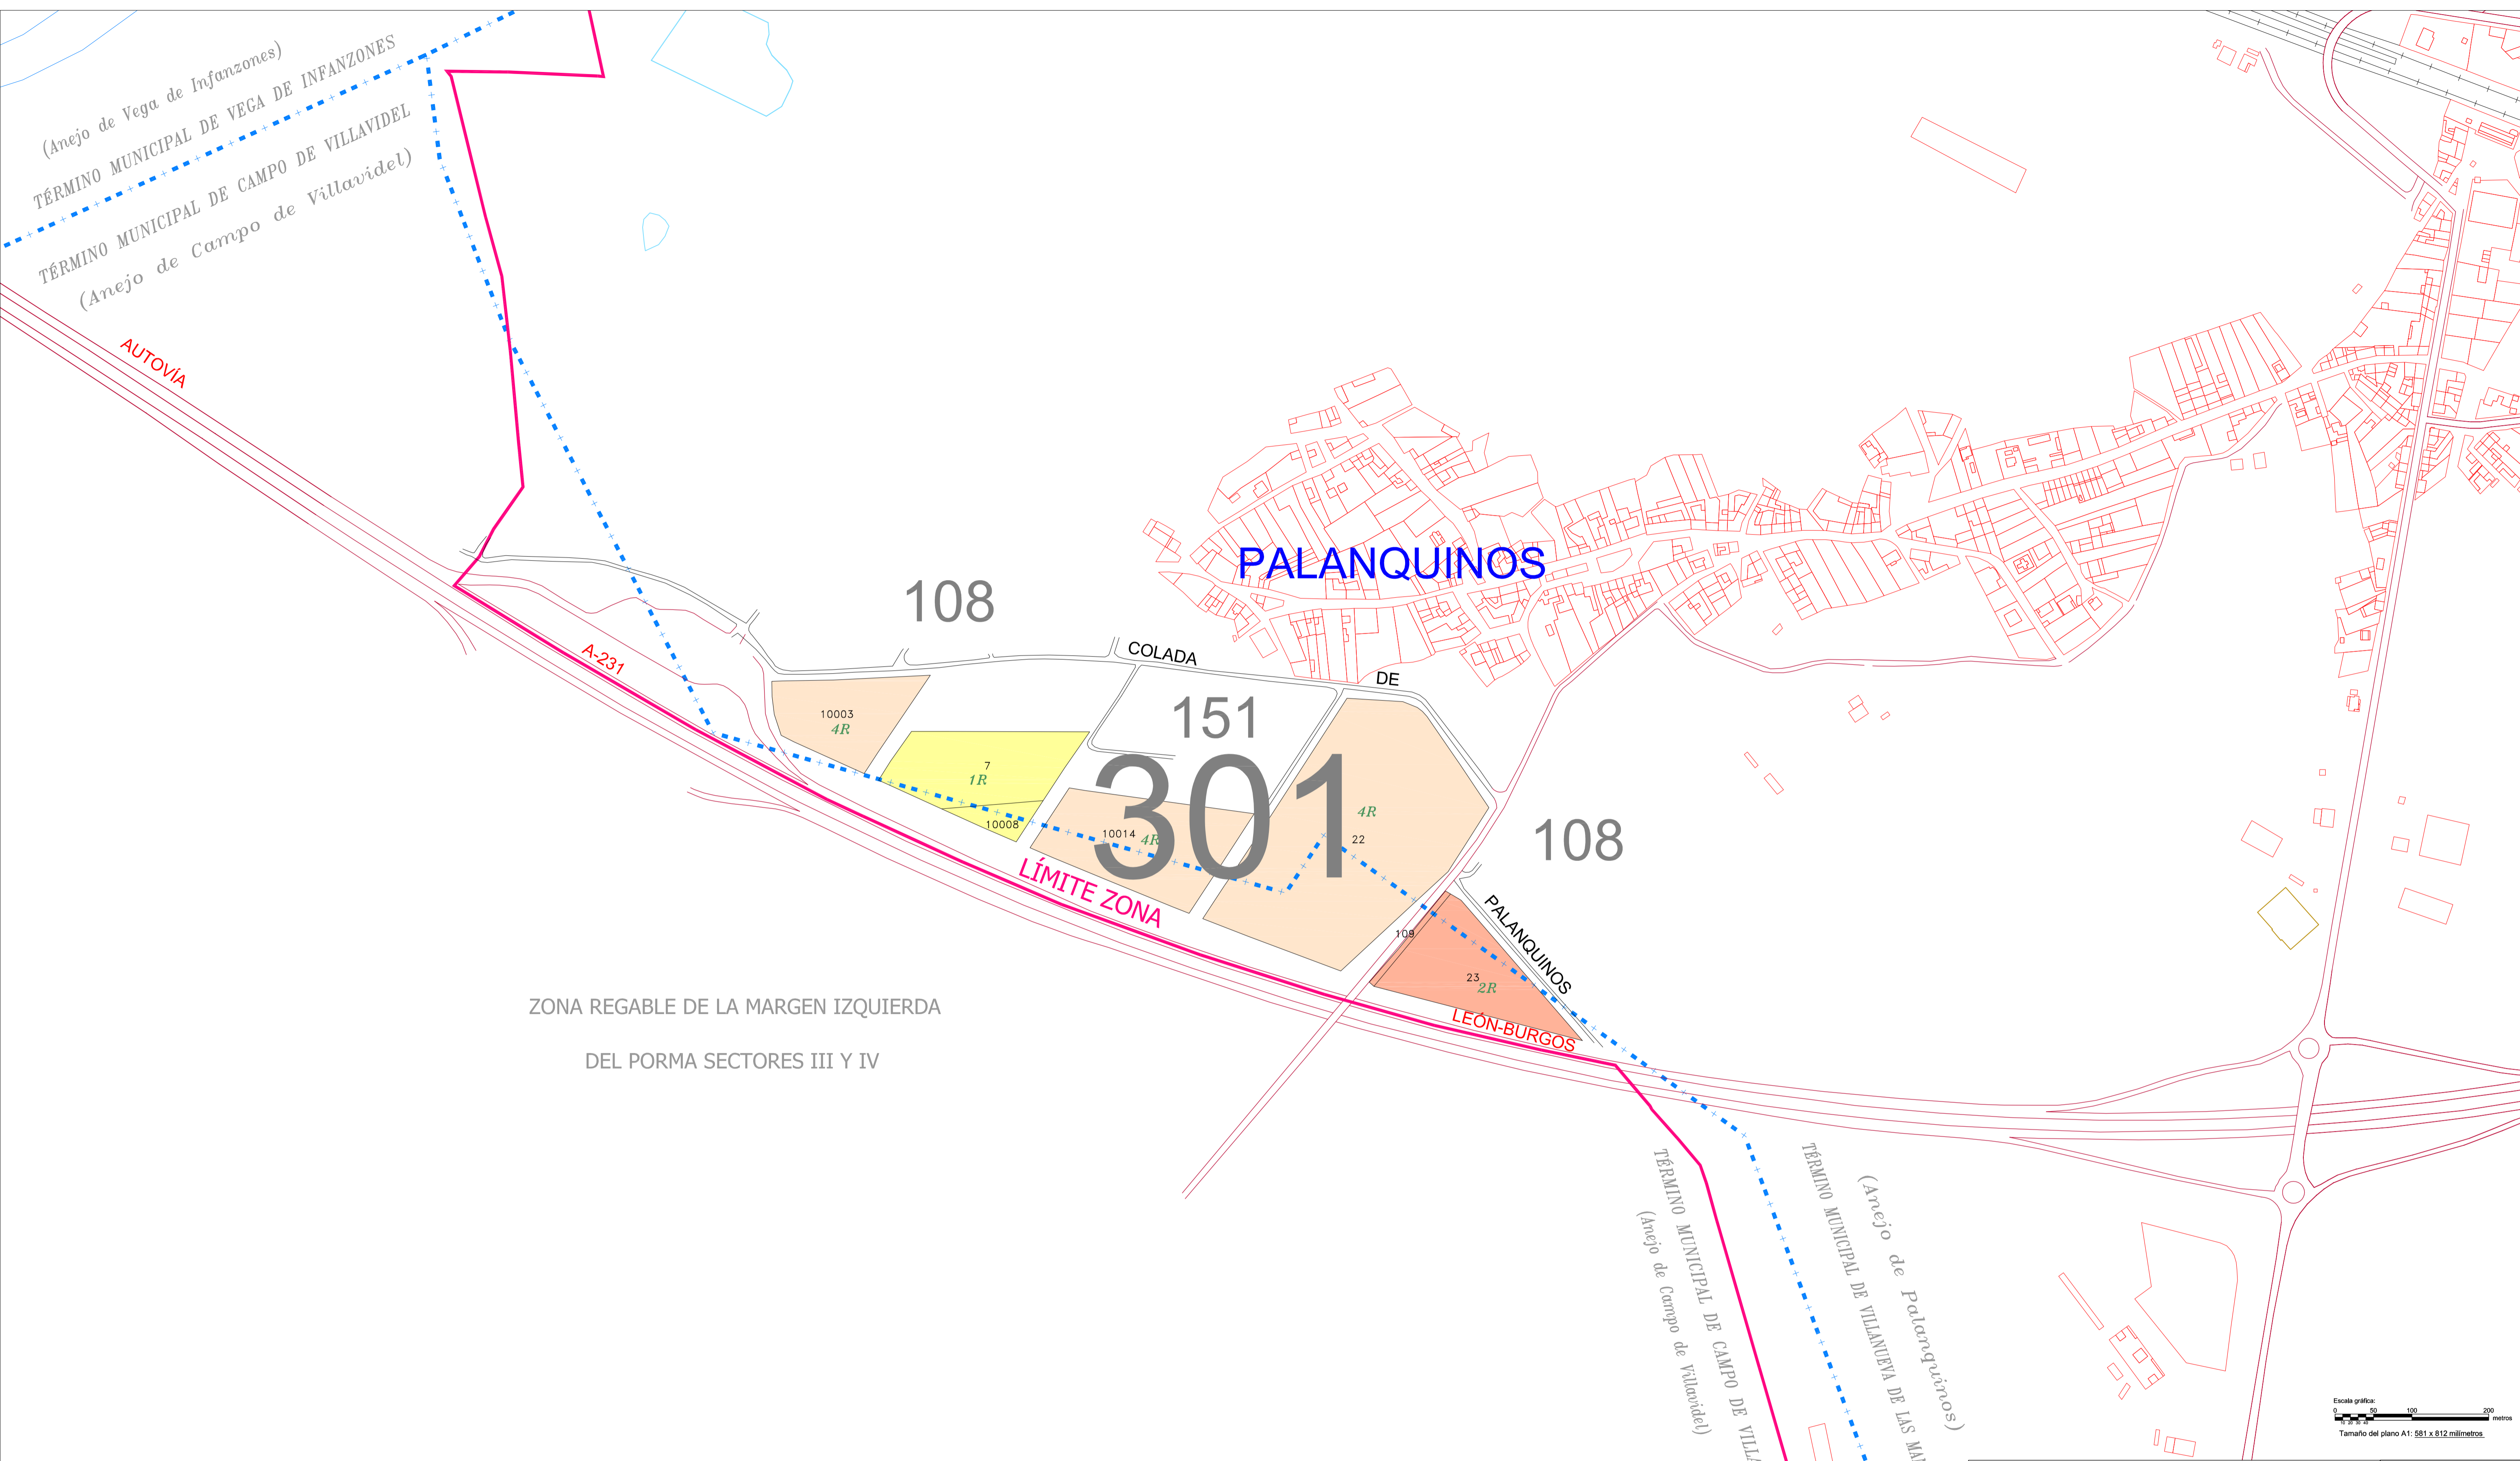 (Anejo de Vega de Infanzones)
TÉRMINO MUNICIPAL DE VEGA DE INFANZONES
TÉRMINO MUNICIPAL DE CAMPO DE VILLAVIDEL
(Anejo de Campo de Villavidel)
AUTOVÍA
A-231
PALANQUINOS
108
COLADA
DE
151
301
10003
4R
7
1R
10008
10014
4R
4R
22
108
LÍMITE ZONA
109
23
2R
PALANQUINOS
LEÓN-BURGOS
ZONA REGABLE DE LA MARGEN IZQUIERDA
DEL PORMA SECTORES III Y IV
TÉRMINO MUNICIPAL DE CAMPO DE VILLA
(Anejo de Campo de Villavidel)
TÉRMINO MUNICIPAL DE VILLANUEVA DE LAS MA
(Anejo de Palanquinos)
Escala gráfica:
0 50 100 200
metros
10 20 30 40
Tamaño del plano A1: 581 x 812 milímetros